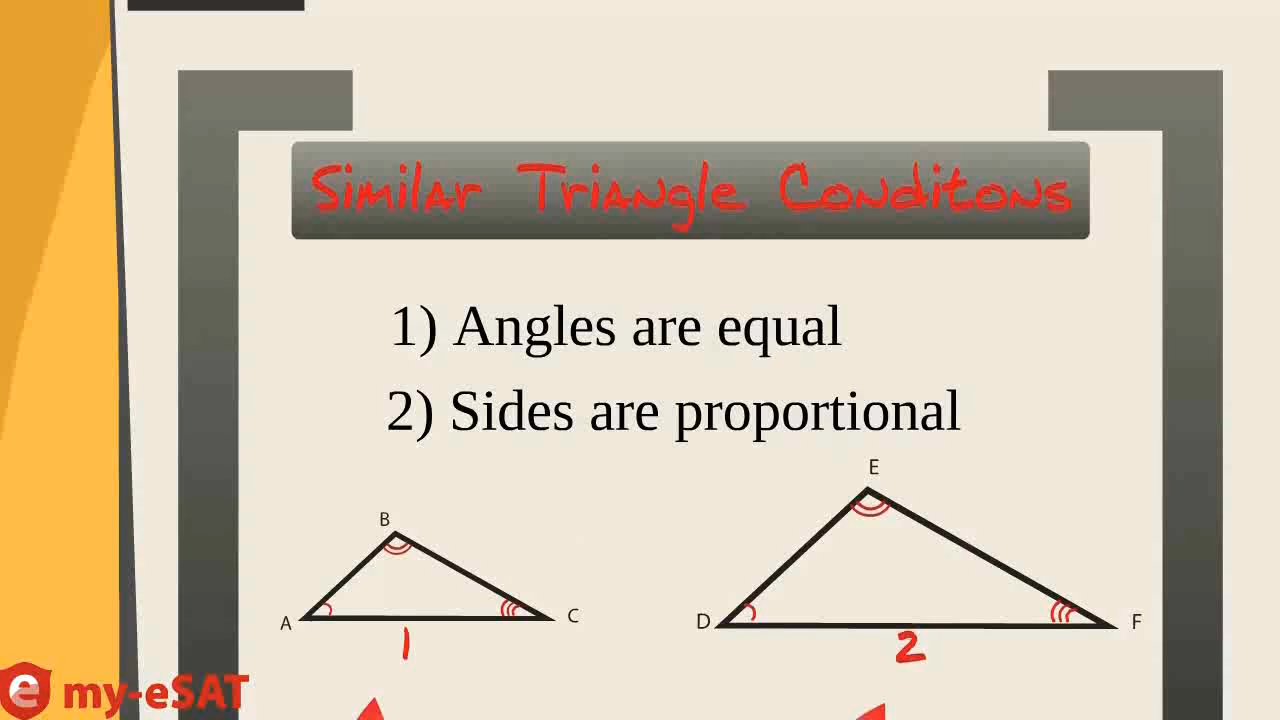 Similar Triangle Conditons
1) Angles are equal
2) Sides are proportional
E
B
A
C
D
F
1
2
e my-eSAT